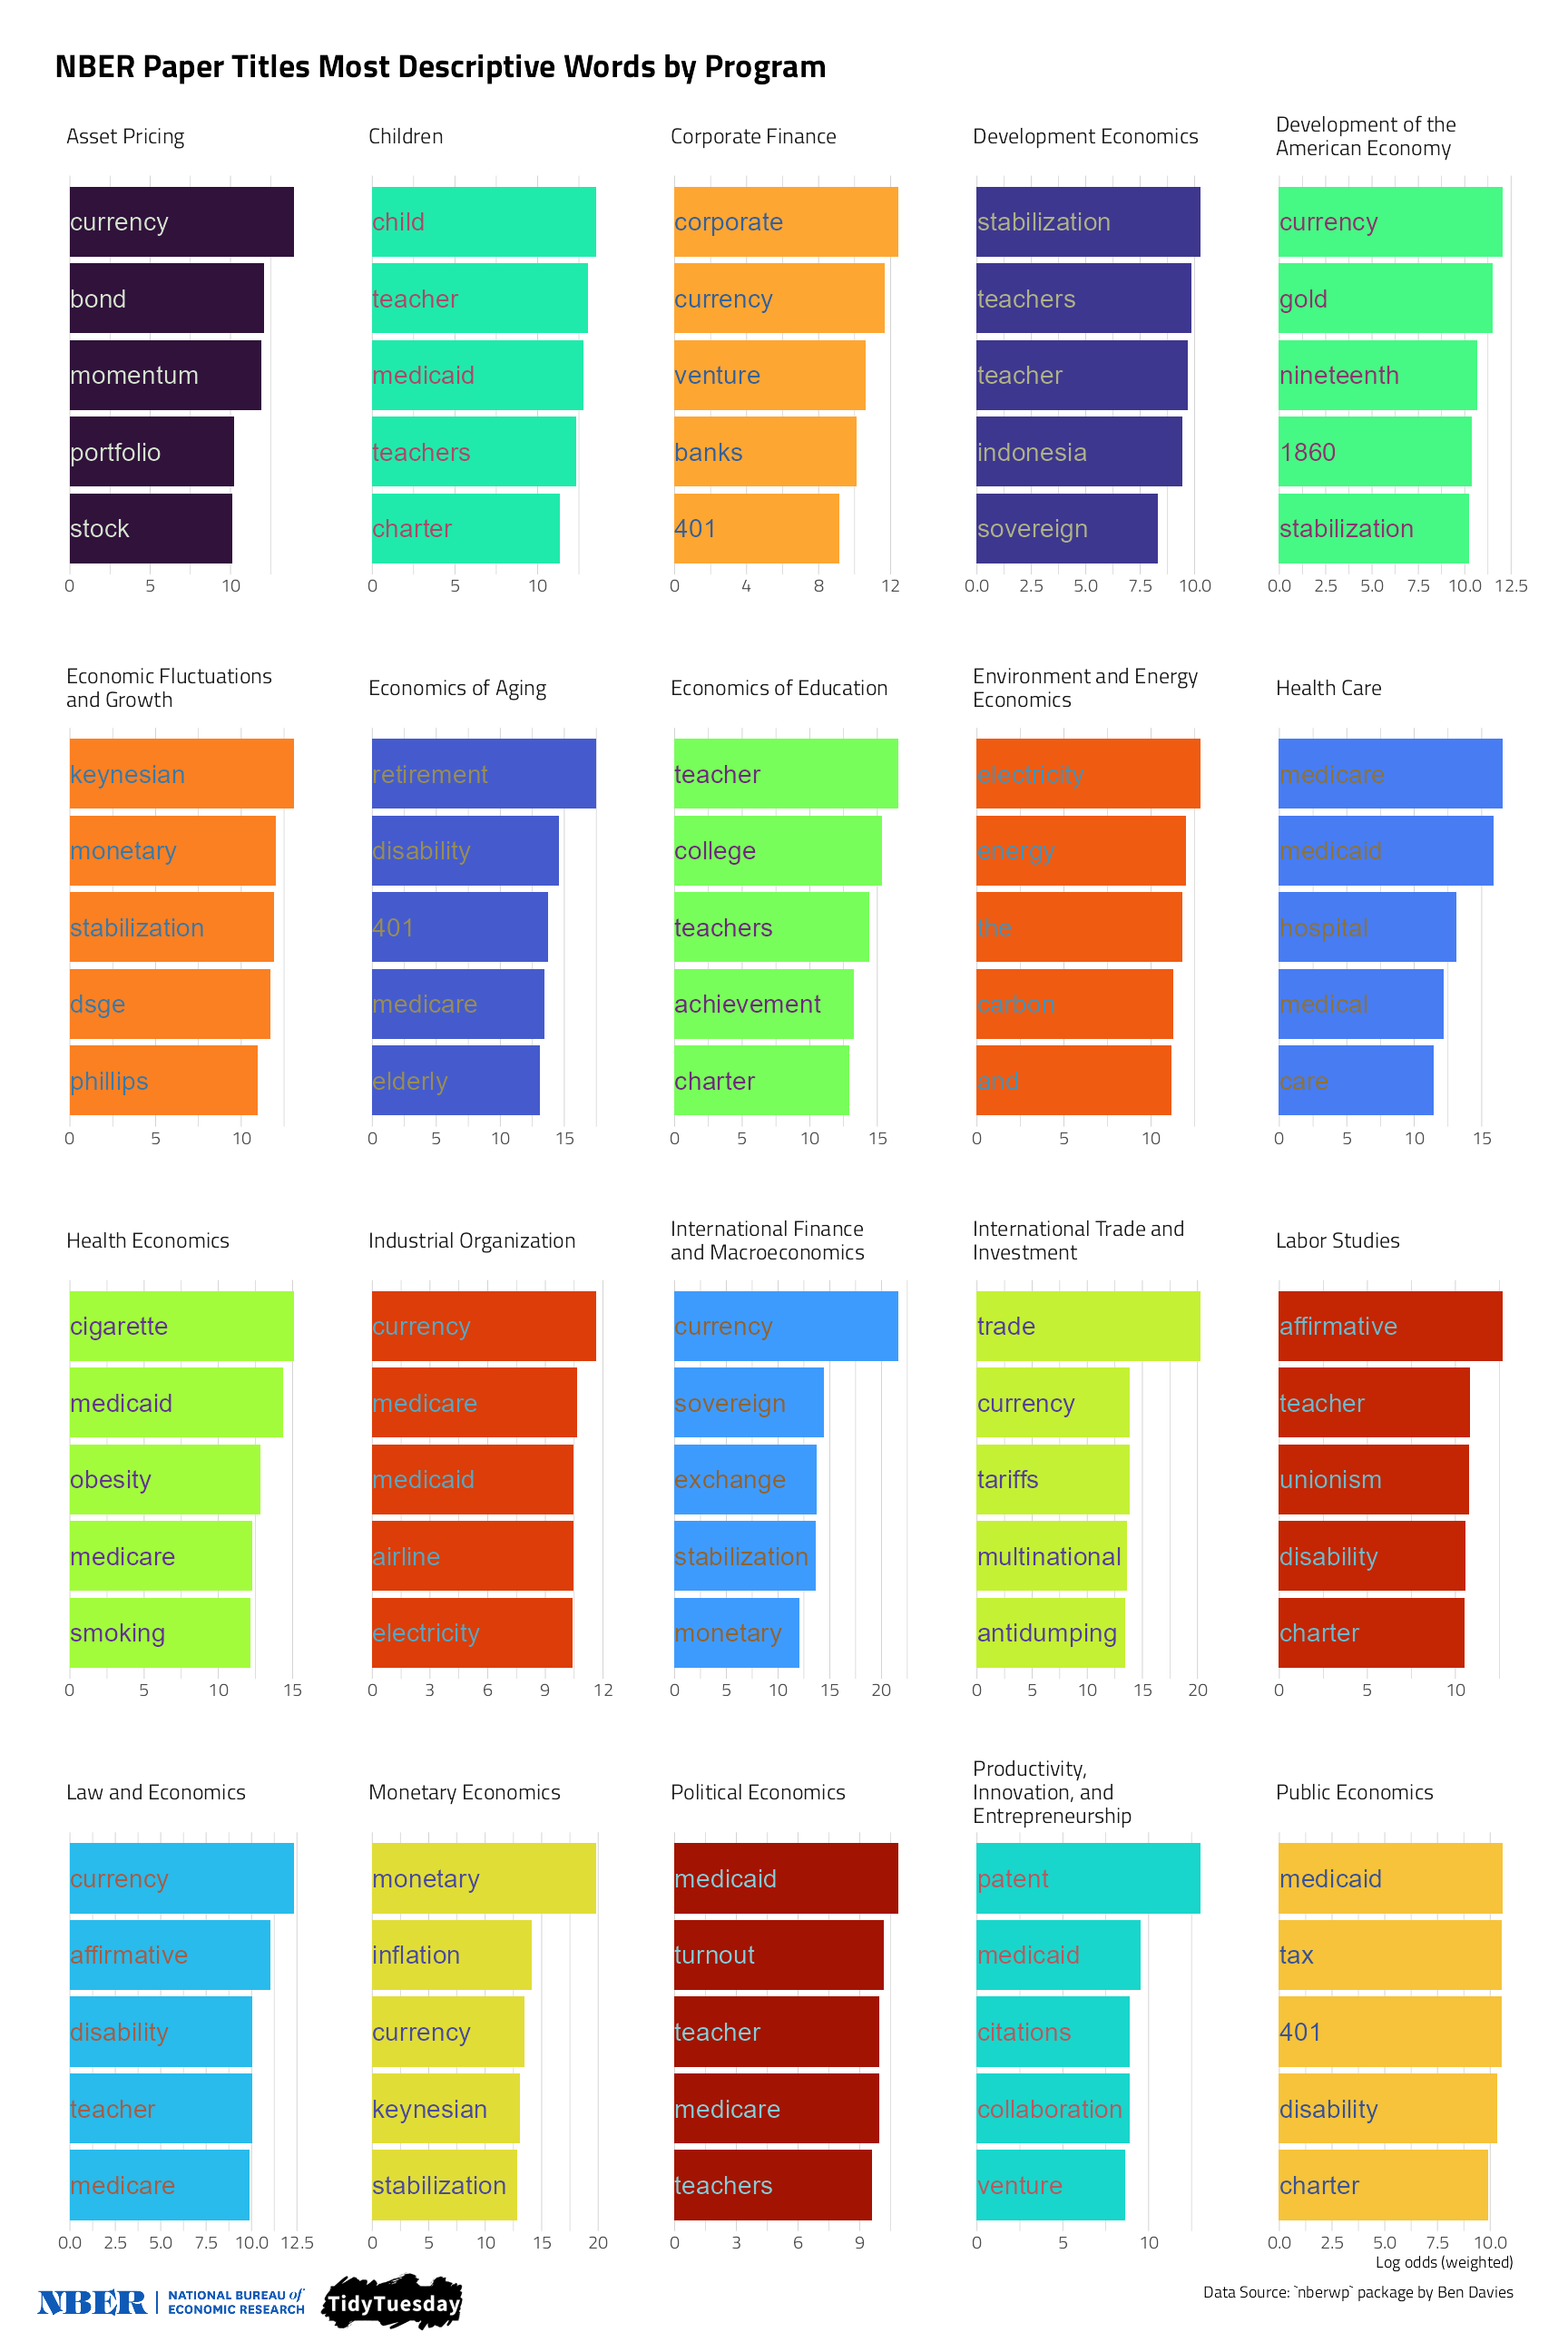 NBER Paper Titles Most Descriptive Words by Program
Asset Pricing
currency
bond
momentum
portfolio
stock
0 5 10
Children
child
teacher
medicaid
teachers
charter
0 5 10
Corporate Finance
corporate
currency
venture
banks
401
0 4 8 12
Development Economics
stabilization
teachers
teacher
indonesia
sovereign
0.0 2.5 5.0 7.5 10.0
Development of the
American Economy
currency
gold
nineteenth
1860
stabilization
0.0 2.5 5.0 7.5 10.0 12.5
Economic Fluctuations
and Growth
keynesian
monetary
stabilization
dsge
phillips
0 5 10
Economics of Aging
retirement
disability
401
medicare
elderly
0 5 10 15
Economics of Education
teacher
college
teachers
achievement
charter
0 5 10 15
Environment and Energy
Economics
electricity
energy
the
carbon
and
0 5 10
Health Care
medicare
medicaid
hospital
medical
care
0 5 10 15
Health Economics
cigarette
medicaid
obesity
medicare
smoking
0 5 10 15
Industrial Organization
currency
medicare
medicaid
airline
electricity
0 3 6 9 12
International Finance
and Macroeconomics
currency
sovereign
exchange
stabilization
monetary
0 5 10 15 20
International Trade and
Investment
trade
currency
tariffs
multinational
antidumping
0 5 10 15 20
Labor Studies
affirmative
teacher
unionism
disability
charter
0 5 10
Law and Economics
currency
affirmative
disability
teacher
medicare
0.0 2.5 5.0 7.5 10.0 12.5
Monetary Economics
monetary
inflation
currency
keynesian
stabilization
0 5 10 15 20
Political Economics
medicaid
turnout
teacher
medicare
teachers
0 3 6 9
Productivity,
Innovation, and
Entrepreneurship
patent
medicaid
citations
collaboration
venture
0 5 10
Public Economics
medicaid
tax
401
disability
charter
0.0 2.5 5.0 7.5 10.0
Log odds (weighted)
NBER
NATIONAL BUREAU of
ECONOMIC RESEARCH
TidyTuesday
Data Source: `nberwp` package by Ben Davies